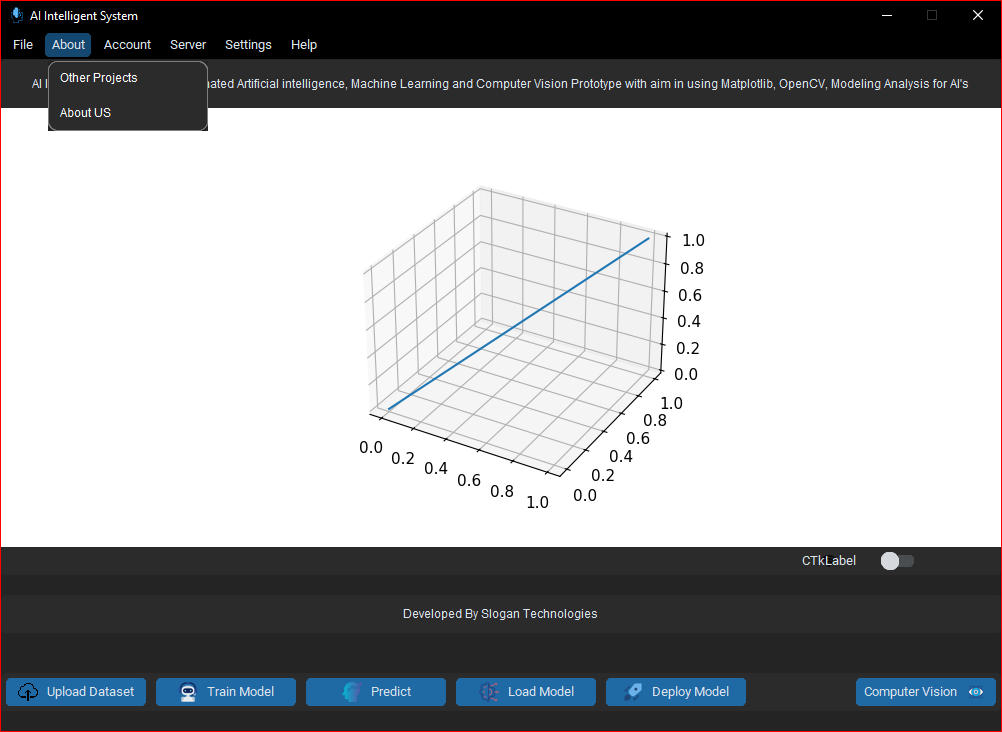 AI Intelligent System
File About Account Server Settings Help
Other Projects
AI ated Artificial intelligence, Machine Learning and Computer Vision Prototype with aim in using Matplotlib, OpenCV, Modeling Analysis for AI's
About US
1.0
0.8
0.6
0.4
0.2
0.0
1.0
0.8
0.6
0.4
0.2
0.0
0.0
0.2
0.4
0.6
0.8
1.0
CTkLabel
Developed By Slogan Technologies
Upload Dataset Train Model Predict Load Model Deploy Model Computer Vision